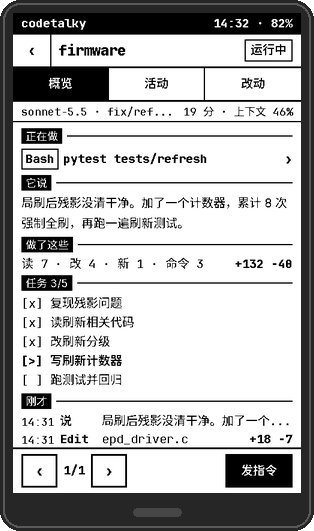 codetalky 14:32 · 82%
‹ firmware 运行中
概览 活动 改动
sonnet-5.5 · fix/ref... 19 分 · 上下文 46%
正在做
Bash pytest tests/refresh ›
它说
局刷后残影没清干净。加了一个计数器，累计 8 次
强制全刷，再跑一遍刷新测试。
做了这些
读 7 · 改 4 · 新 1 · 命令 3 +132 -40
任务 3/5
[x] 复现残影问题
[x] 读刷新相关代码
[x] 改刷新分级
[>] 写刷新计数器
[ ] 跑测试并回归
刚才
14:31 说 局刷后残影没清干净。加了一个...
14:31 Edit epd_driver.c +18 -7
‹ 1/1 › 发指令